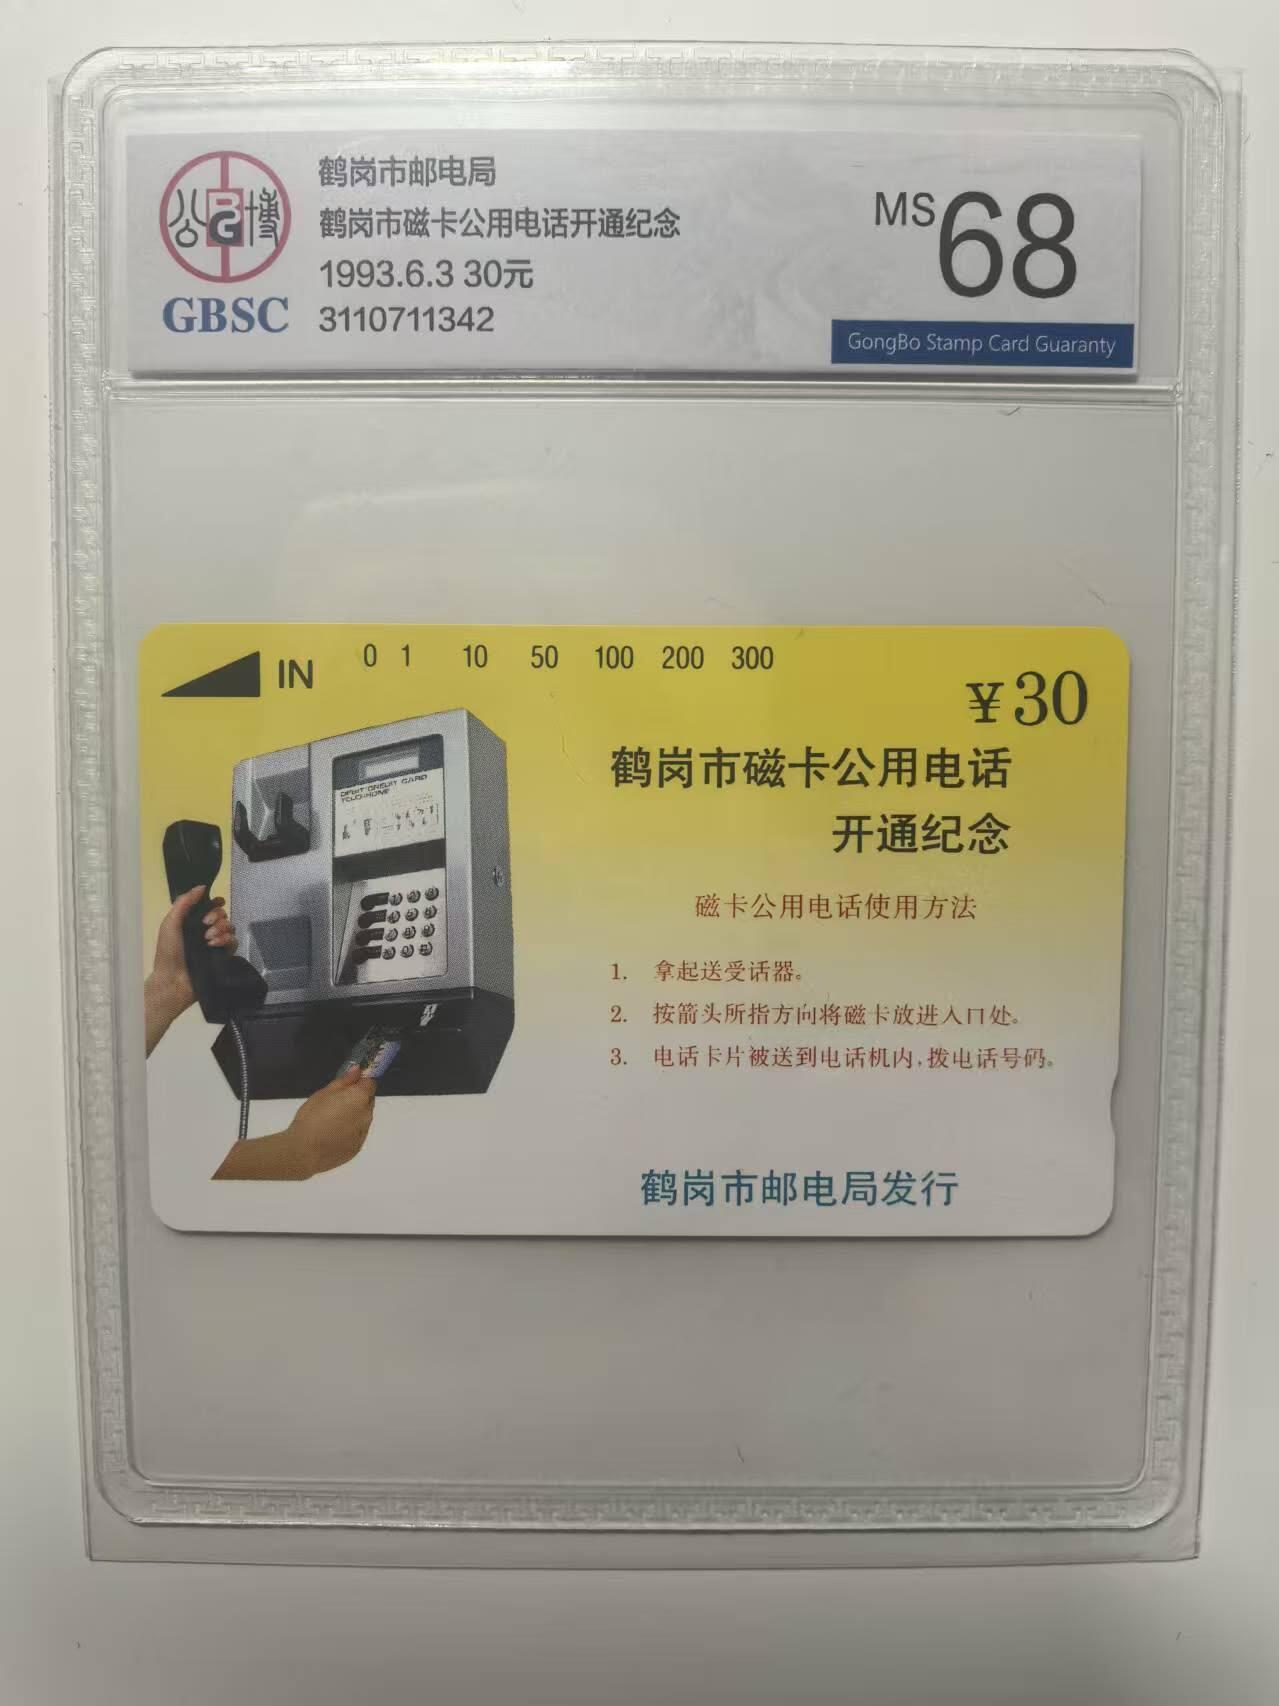 公博
GBSC
鹤岗市邮电局
鹤岗市磁卡公用电话开通纪念
1993.6.3 30元
3110711342
MS68
GongBo Stamp Card Guaranty
IN 0 1 10 50 100 200 300
¥30
鹤岗市磁卡公用电话
开通纪念
磁卡公用电话使用方法
1. 拿起送受话器。
2. 按箭头所指方向将磁卡放进入口处。
3. 电话卡片被送到电话机内,拨电话号码。
鹤岗市邮电局发行